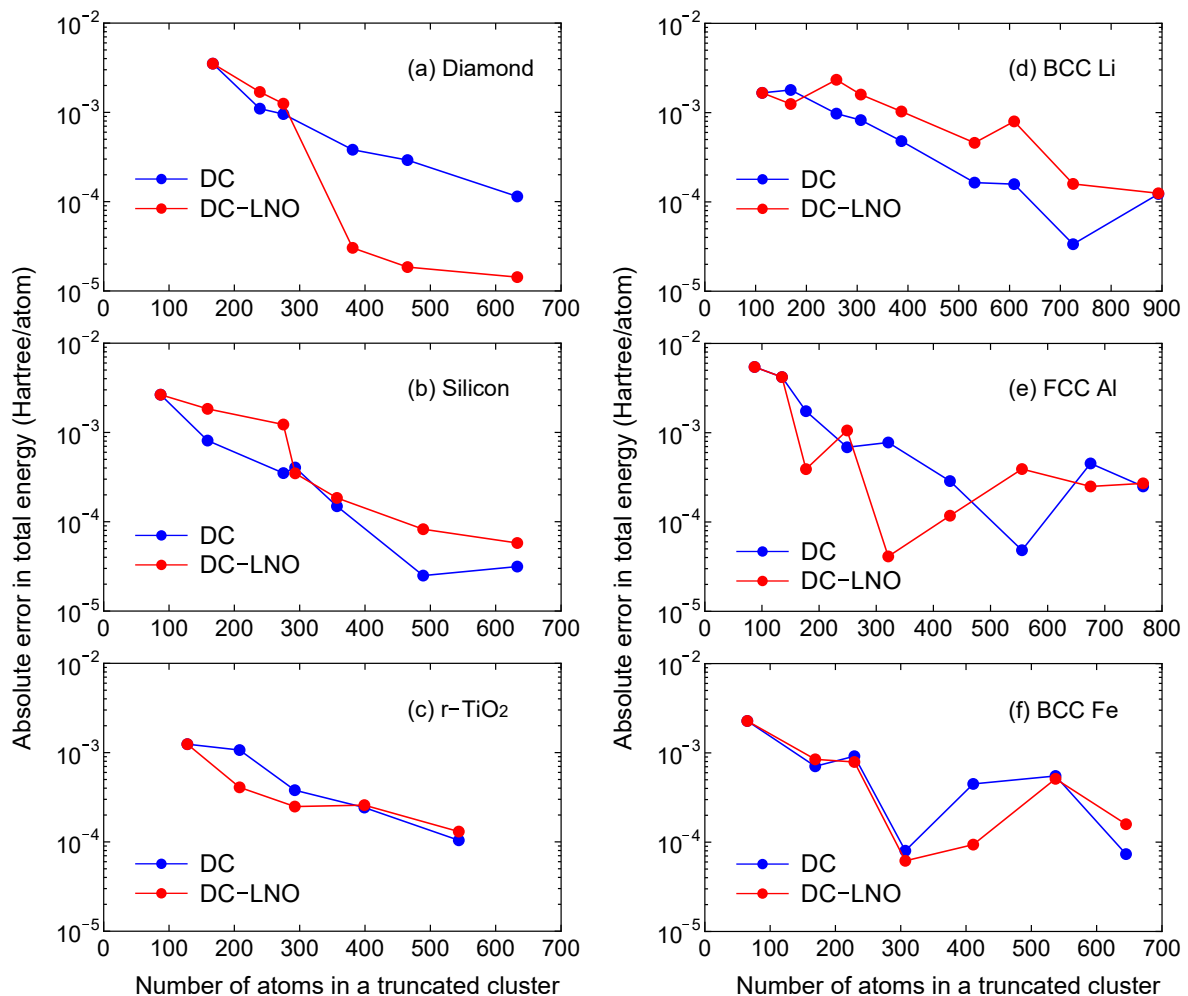 Absolute error in total energy (Hartree/atom)
10−2
10−3
10−4
10−5
(a) Diamond
DC
DC−LNO
0 100 200 300 400 500 600 700
10−2
10−3
10−4
10−5
(b) Silicon
DC
DC−LNO
0 100 200 300 400 500 600 700
10−2
10−3
10−4
10−5
(c) r−TiO2
DC
DC−LNO
0 100 200 300 400 500 600 700
Number of atoms in a truncated cluster
Absolute error in total energy (Hartree/atom)
10−2
10−3
10−4
10−5
(d) BCC Li
DC
DC−LNO
0 100 200 300 400 500 600 700 800 900
10−2
10−3
10−4
10−5
(e) FCC Al
DC
DC−LNO
0 100 200 300 400 500 600 700 800
10−2
10−3
10−4
10−5
(f) BCC Fe
DC
DC−LNO
0 100 200 300 400 500 600 700
Number of atoms in a truncated cluster